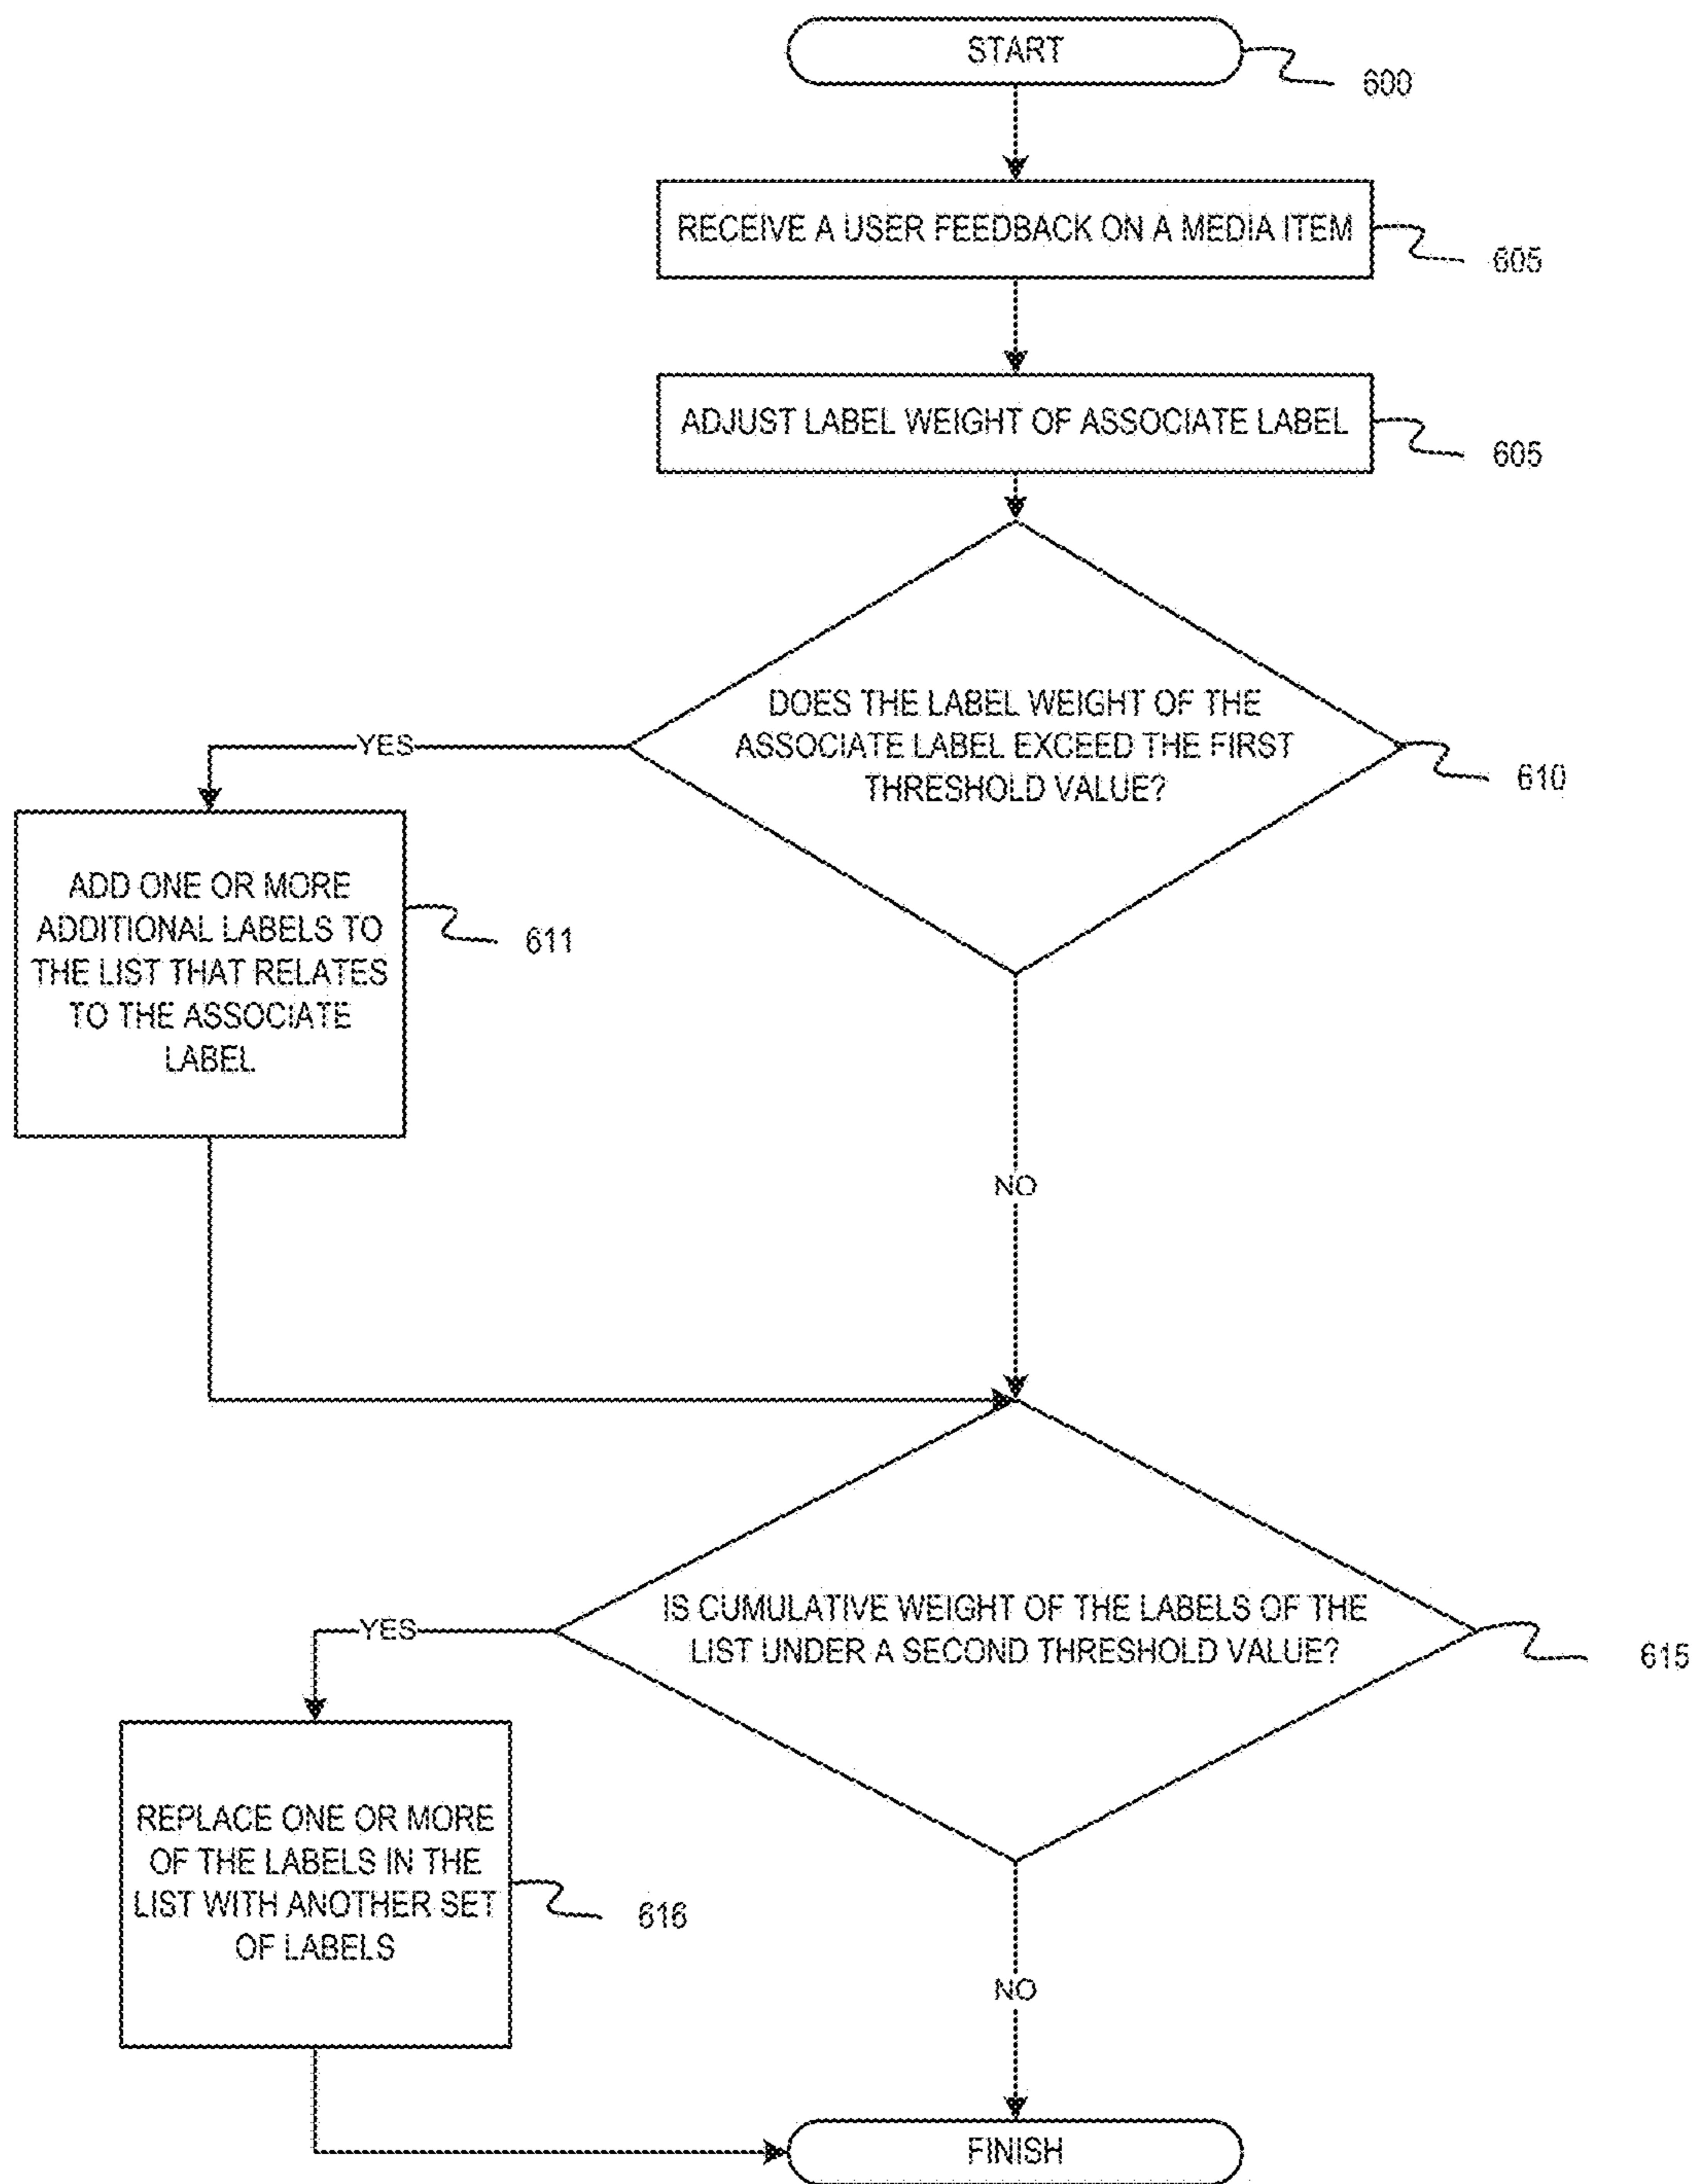 START
600
RECEIVE A USER FEEDBACK ON A MEDIA ITEM
605
ADJUST LABEL WEIGHT OF ASSOCIATE LABEL
605
DOES THE LABEL WEIGHT OF THE
ASSOCIATE LABEL EXCEED THE FIRST
THRESHOLD VALUE?
610
YES
ADD ONE OR MORE
ADDITIONAL LABELS TO
THE LIST THAT RELATES
TO THE ASSOCIATE
LABEL
611
NO
IS CUMULATIVE WEIGHT OF THE LABELS OF THE
LIST UNDER A SECOND THRESHOLD VALUE?
615
YES
REPLACE ONE OR MORE
OF THE LABELS IN THE
LIST WITH ANOTHER SET
OF LABELS
616
NO
FINISH